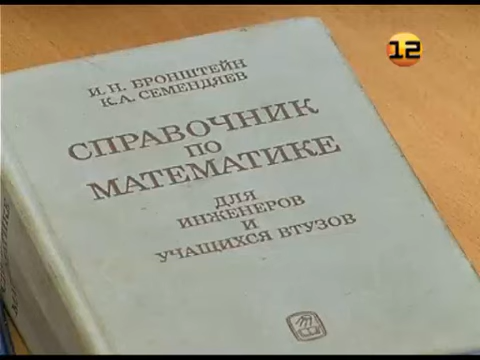 12
И. Н. БРОНШТЕЙН
К. А. СЕМЕНДЯЕВ
СПРАВОЧНИК
ПО
МАТЕМАТИКЕ
ДЛЯ
ИНЖЕНЕРОВ
И
УЧАЩИХСЯ ВТУЗОВ